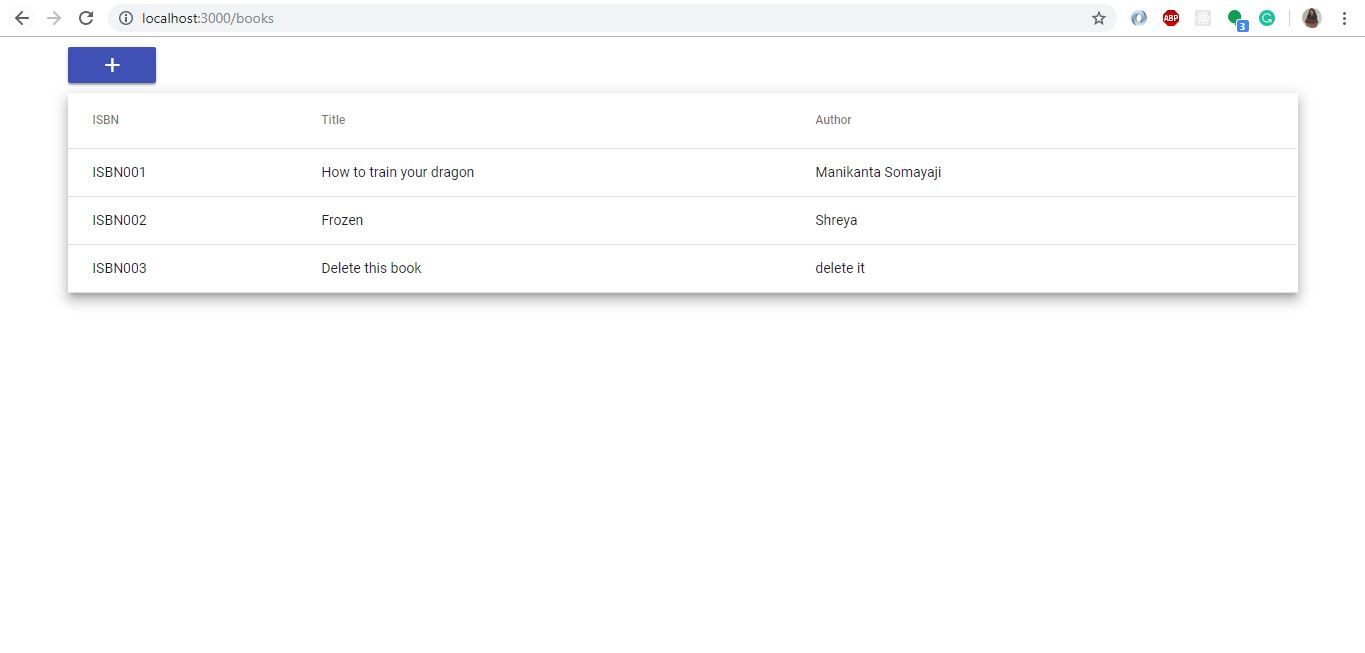 localhost:3000/books
ABP
3
+
ISBN Title Author
ISBN001 How to train your dragon Manikanta Somayaji
ISBN002 Frozen Shreya
ISBN003 Delete this book delete it